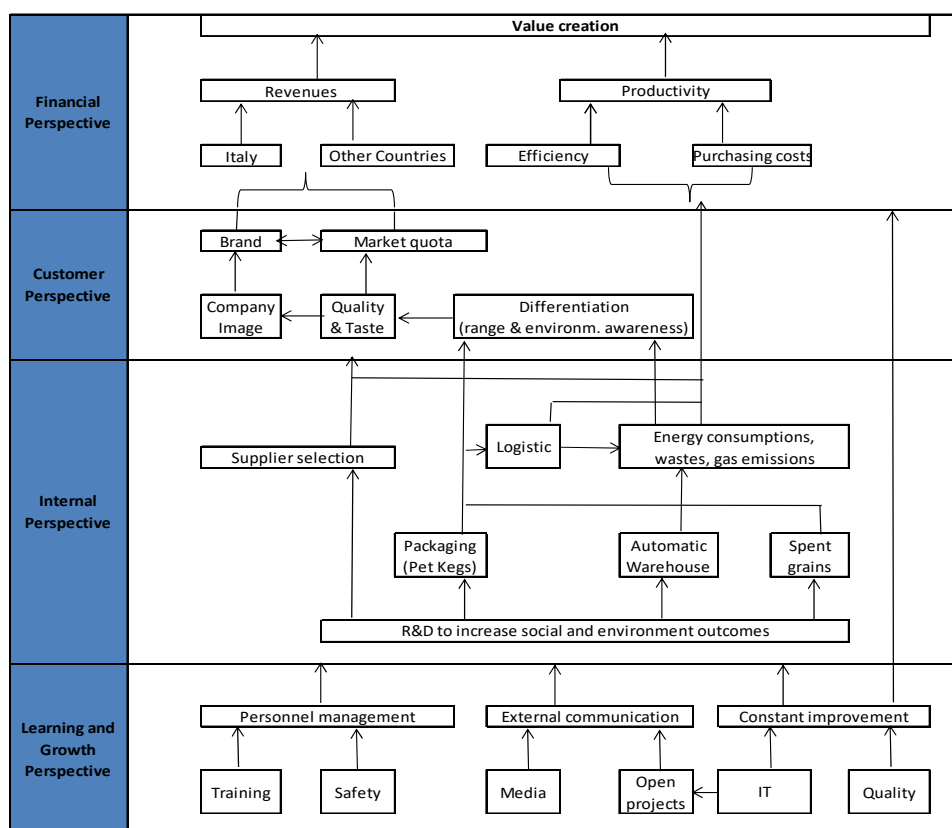 Value creation
Financial
Perspective
Revenues
Productivity
Italy
Other Countries
Efficiency
Purchasing costs
Customer
Perspective
Brand
Market quota
Company
Image
Quality
& Taste
Differentiation
(range & environm. awareness)
Internal
Perspective
Supplier selection
Logistic
Energy consumptions,
wastes, gas emissions
Packaging
(Pet Kegs)
Automatic
Warehouse
Spent
grains
R&D to increase social and environment outcomes
Learning and
Growth
Perspective
Personnel management
External communication
Constant improvement
Training
Safety
Media
Open
projects
IT
Quality